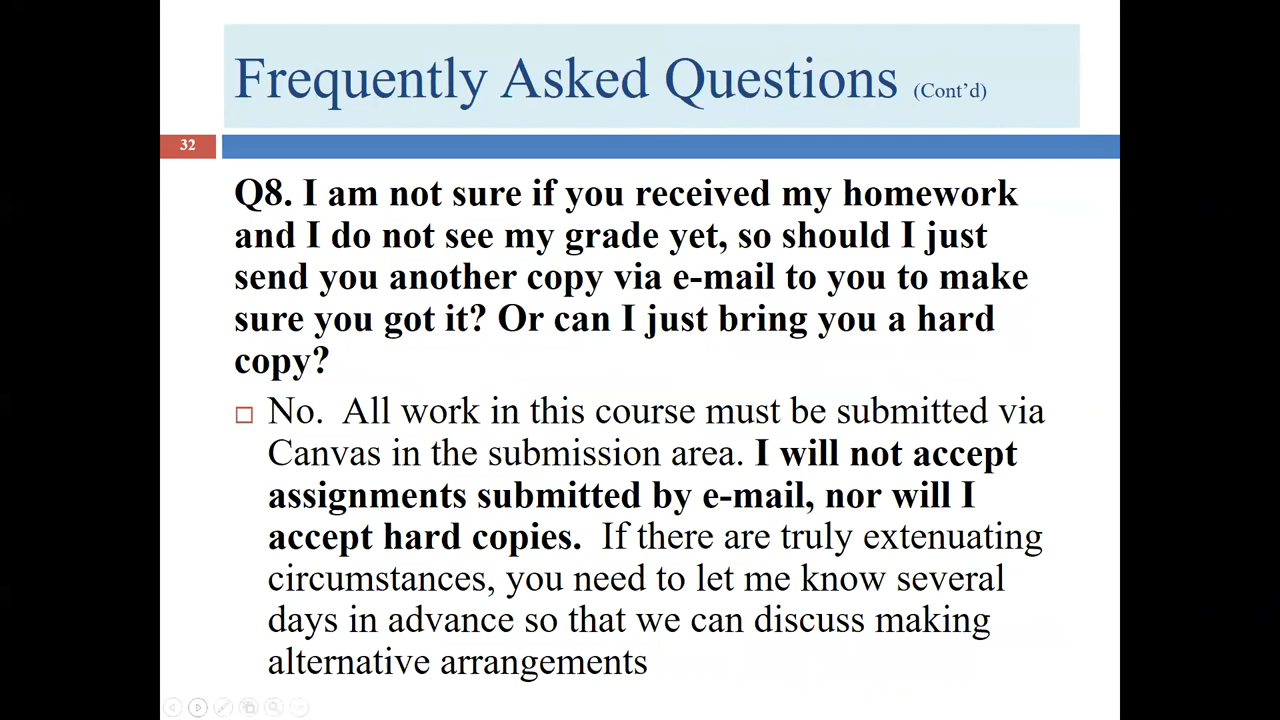 Frequently Asked Questions (Cont’d)
32
Q8. I am not sure if you received my homework
and I do not see my grade yet, so should I just
send you another copy via e-mail to you to make
sure you got it? Or can I just bring you a hard
copy?
No.  All work in this course must be submitted via
Canvas in the submission area. I will not accept
assignments submitted by e-mail, nor will I
accept hard copies.  If there are truly extenuating
circumstances, you need to let me know several
days in advance so that we can discuss making
alternative arrangements